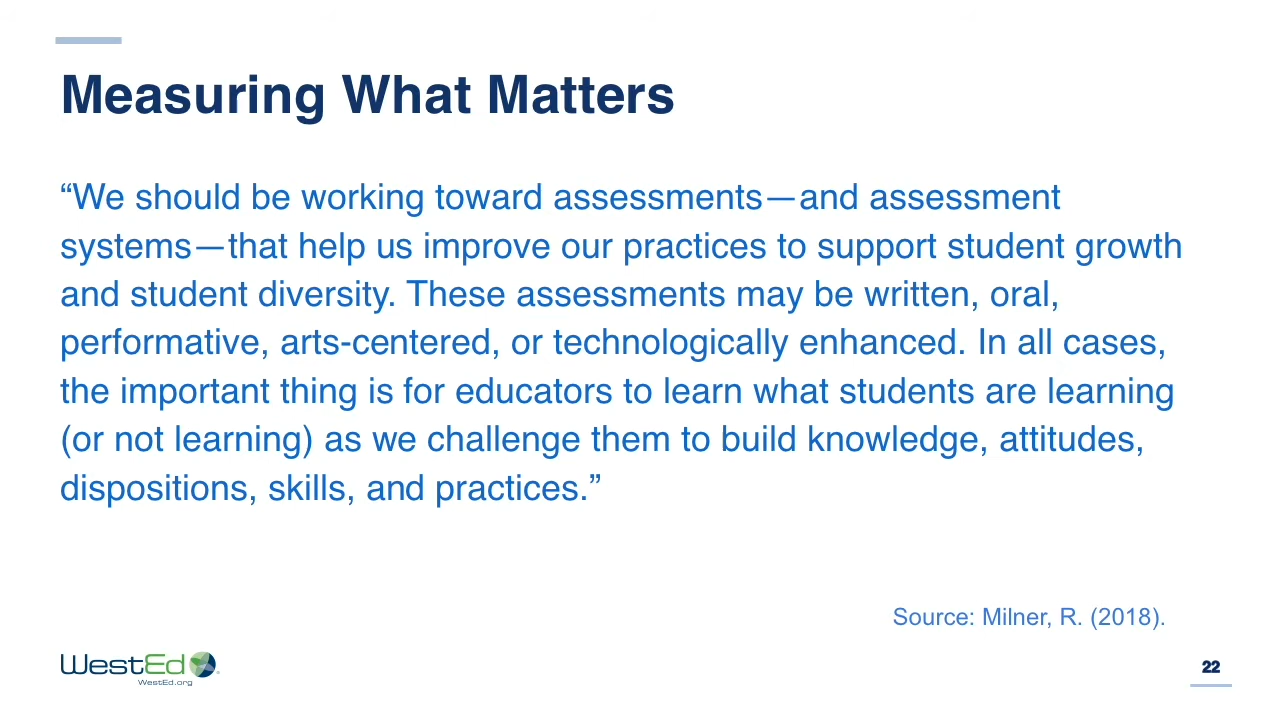 Measuring What Matters
“We should be working toward assessments—and assessment
systems—that help us improve our practices to support student growth
and student diversity. These assessments may be written, oral,
performative, arts-centered, or technologically enhanced. In all cases,
the important thing is for educators to learn what students are learning
(or not learning) as we challenge them to build knowledge, attitudes,
dispositions, skills, and practices.”
Source: Milner, R. (2018).
WestEd
WestEd.org
22